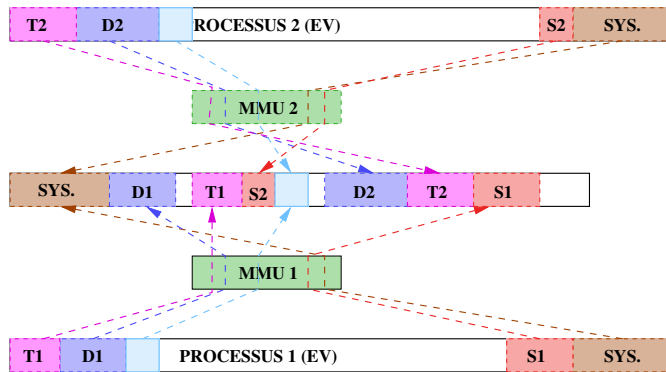 T2 D2 ROCESSUS 2 (EV) S2 SYS.
MMU 2
SYS. D1 T1 S2 D2 T2 S1
MMU 1
T1 D1 PROCESSUS 1 (EV) S1 SYS.